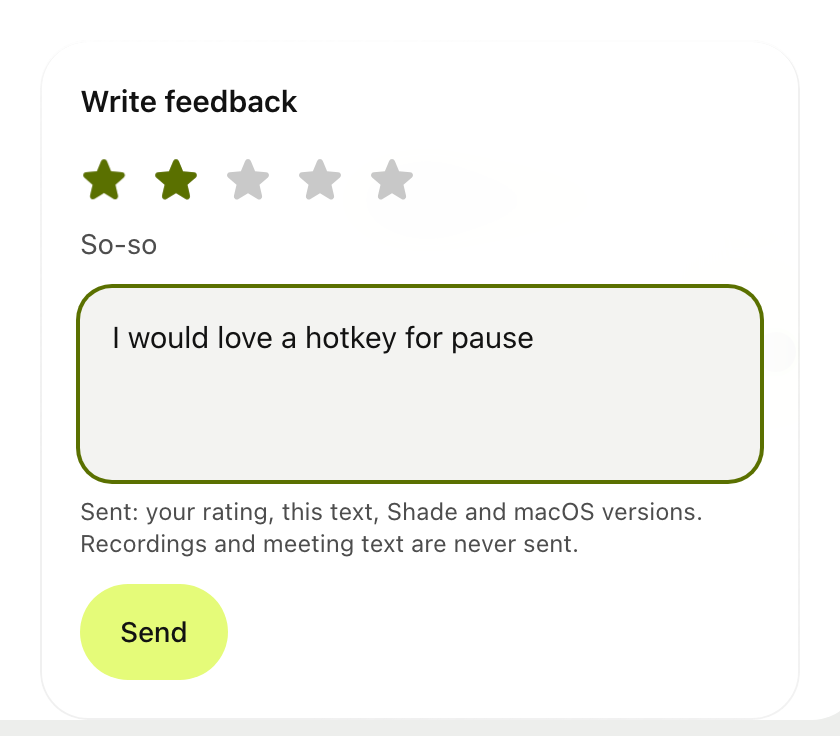 Write feedback
So-so
I would love a hotkey for pause
Sent: your rating, this text, Shade and macOS versions.
Recordings and meeting text are never sent.
Send